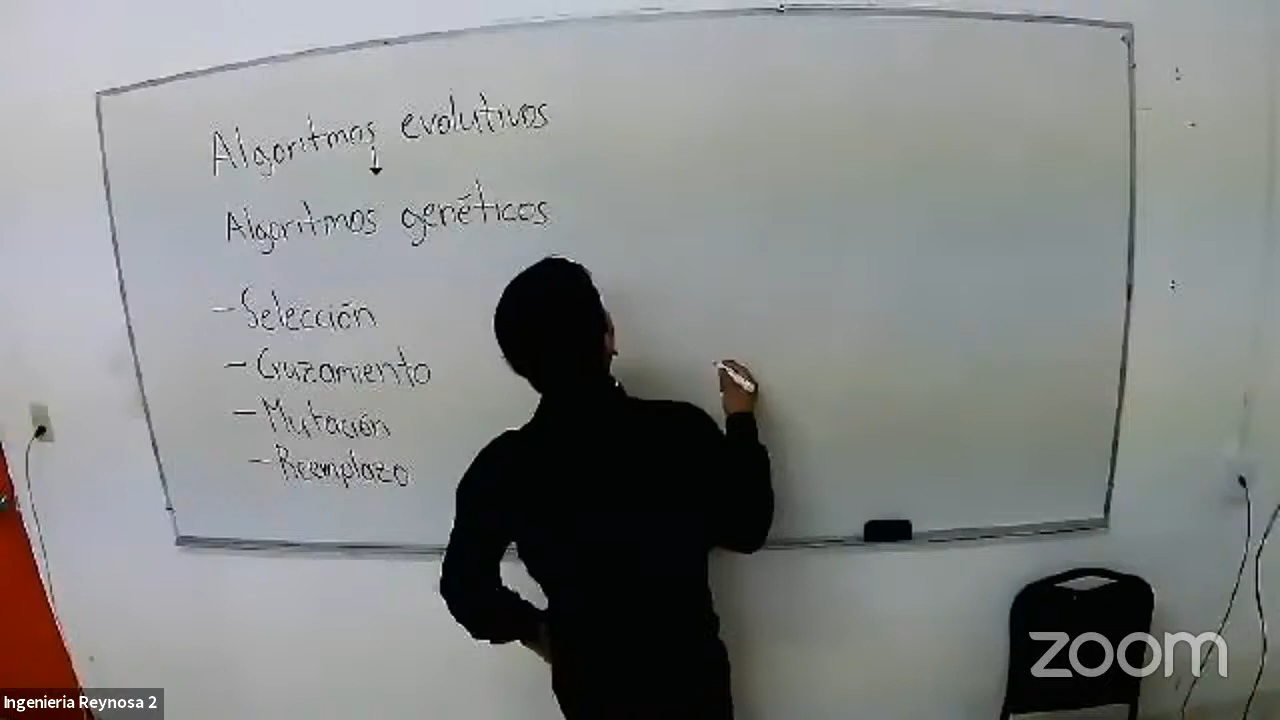 Algoritmos evolutivos
↓
Algoritmos genéticos
- Selección
- Cruzamiento
- Mutación
- Reemplazo
zoom
Ingenieria Reynosa 2